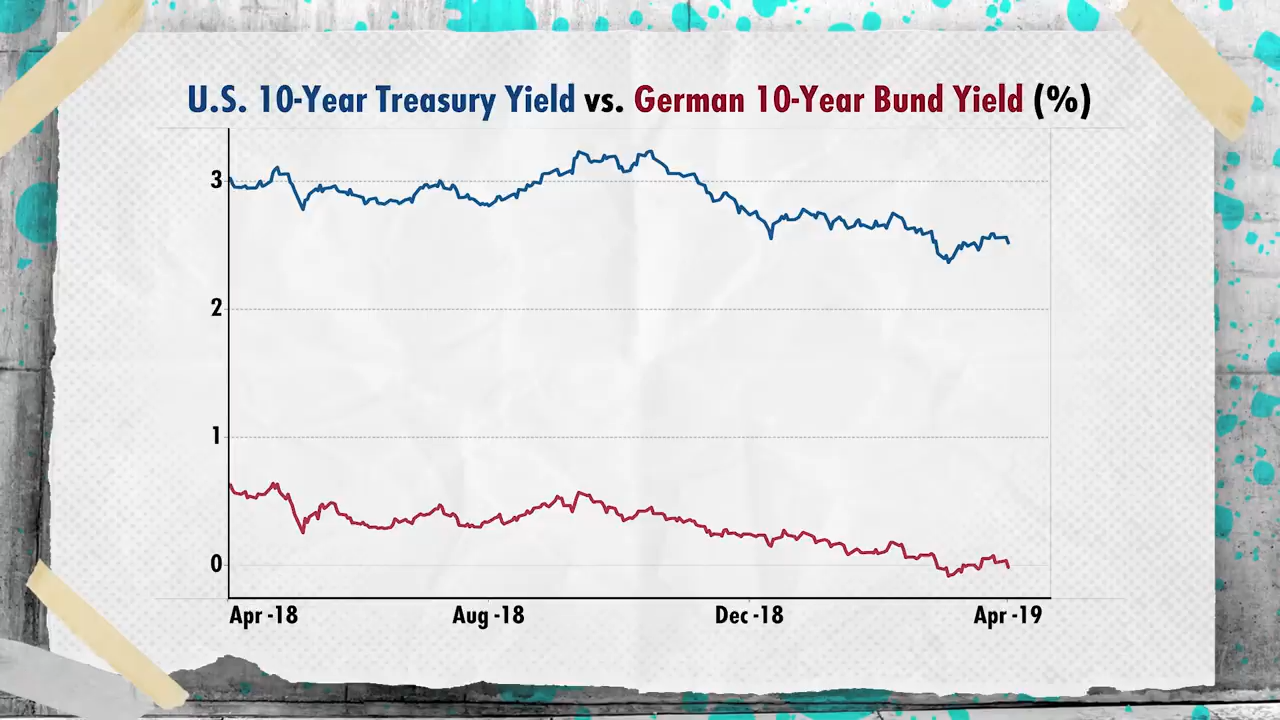 U.S. 10-Year Treasury Yield vs. German 10-Year Bund Yield (%)
3
2
1
0
Apr -18 Aug -18 Dec -18 Apr -19